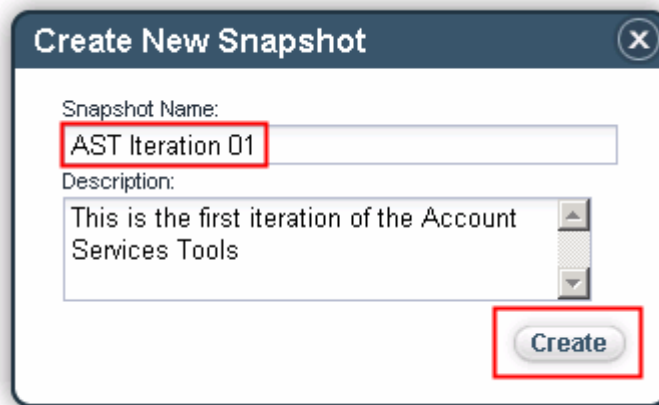 Create New Snapshot
Snapshot Name:
AST Iteration 01
Description:
This is the first iteration of the Account
Services Tools
Create